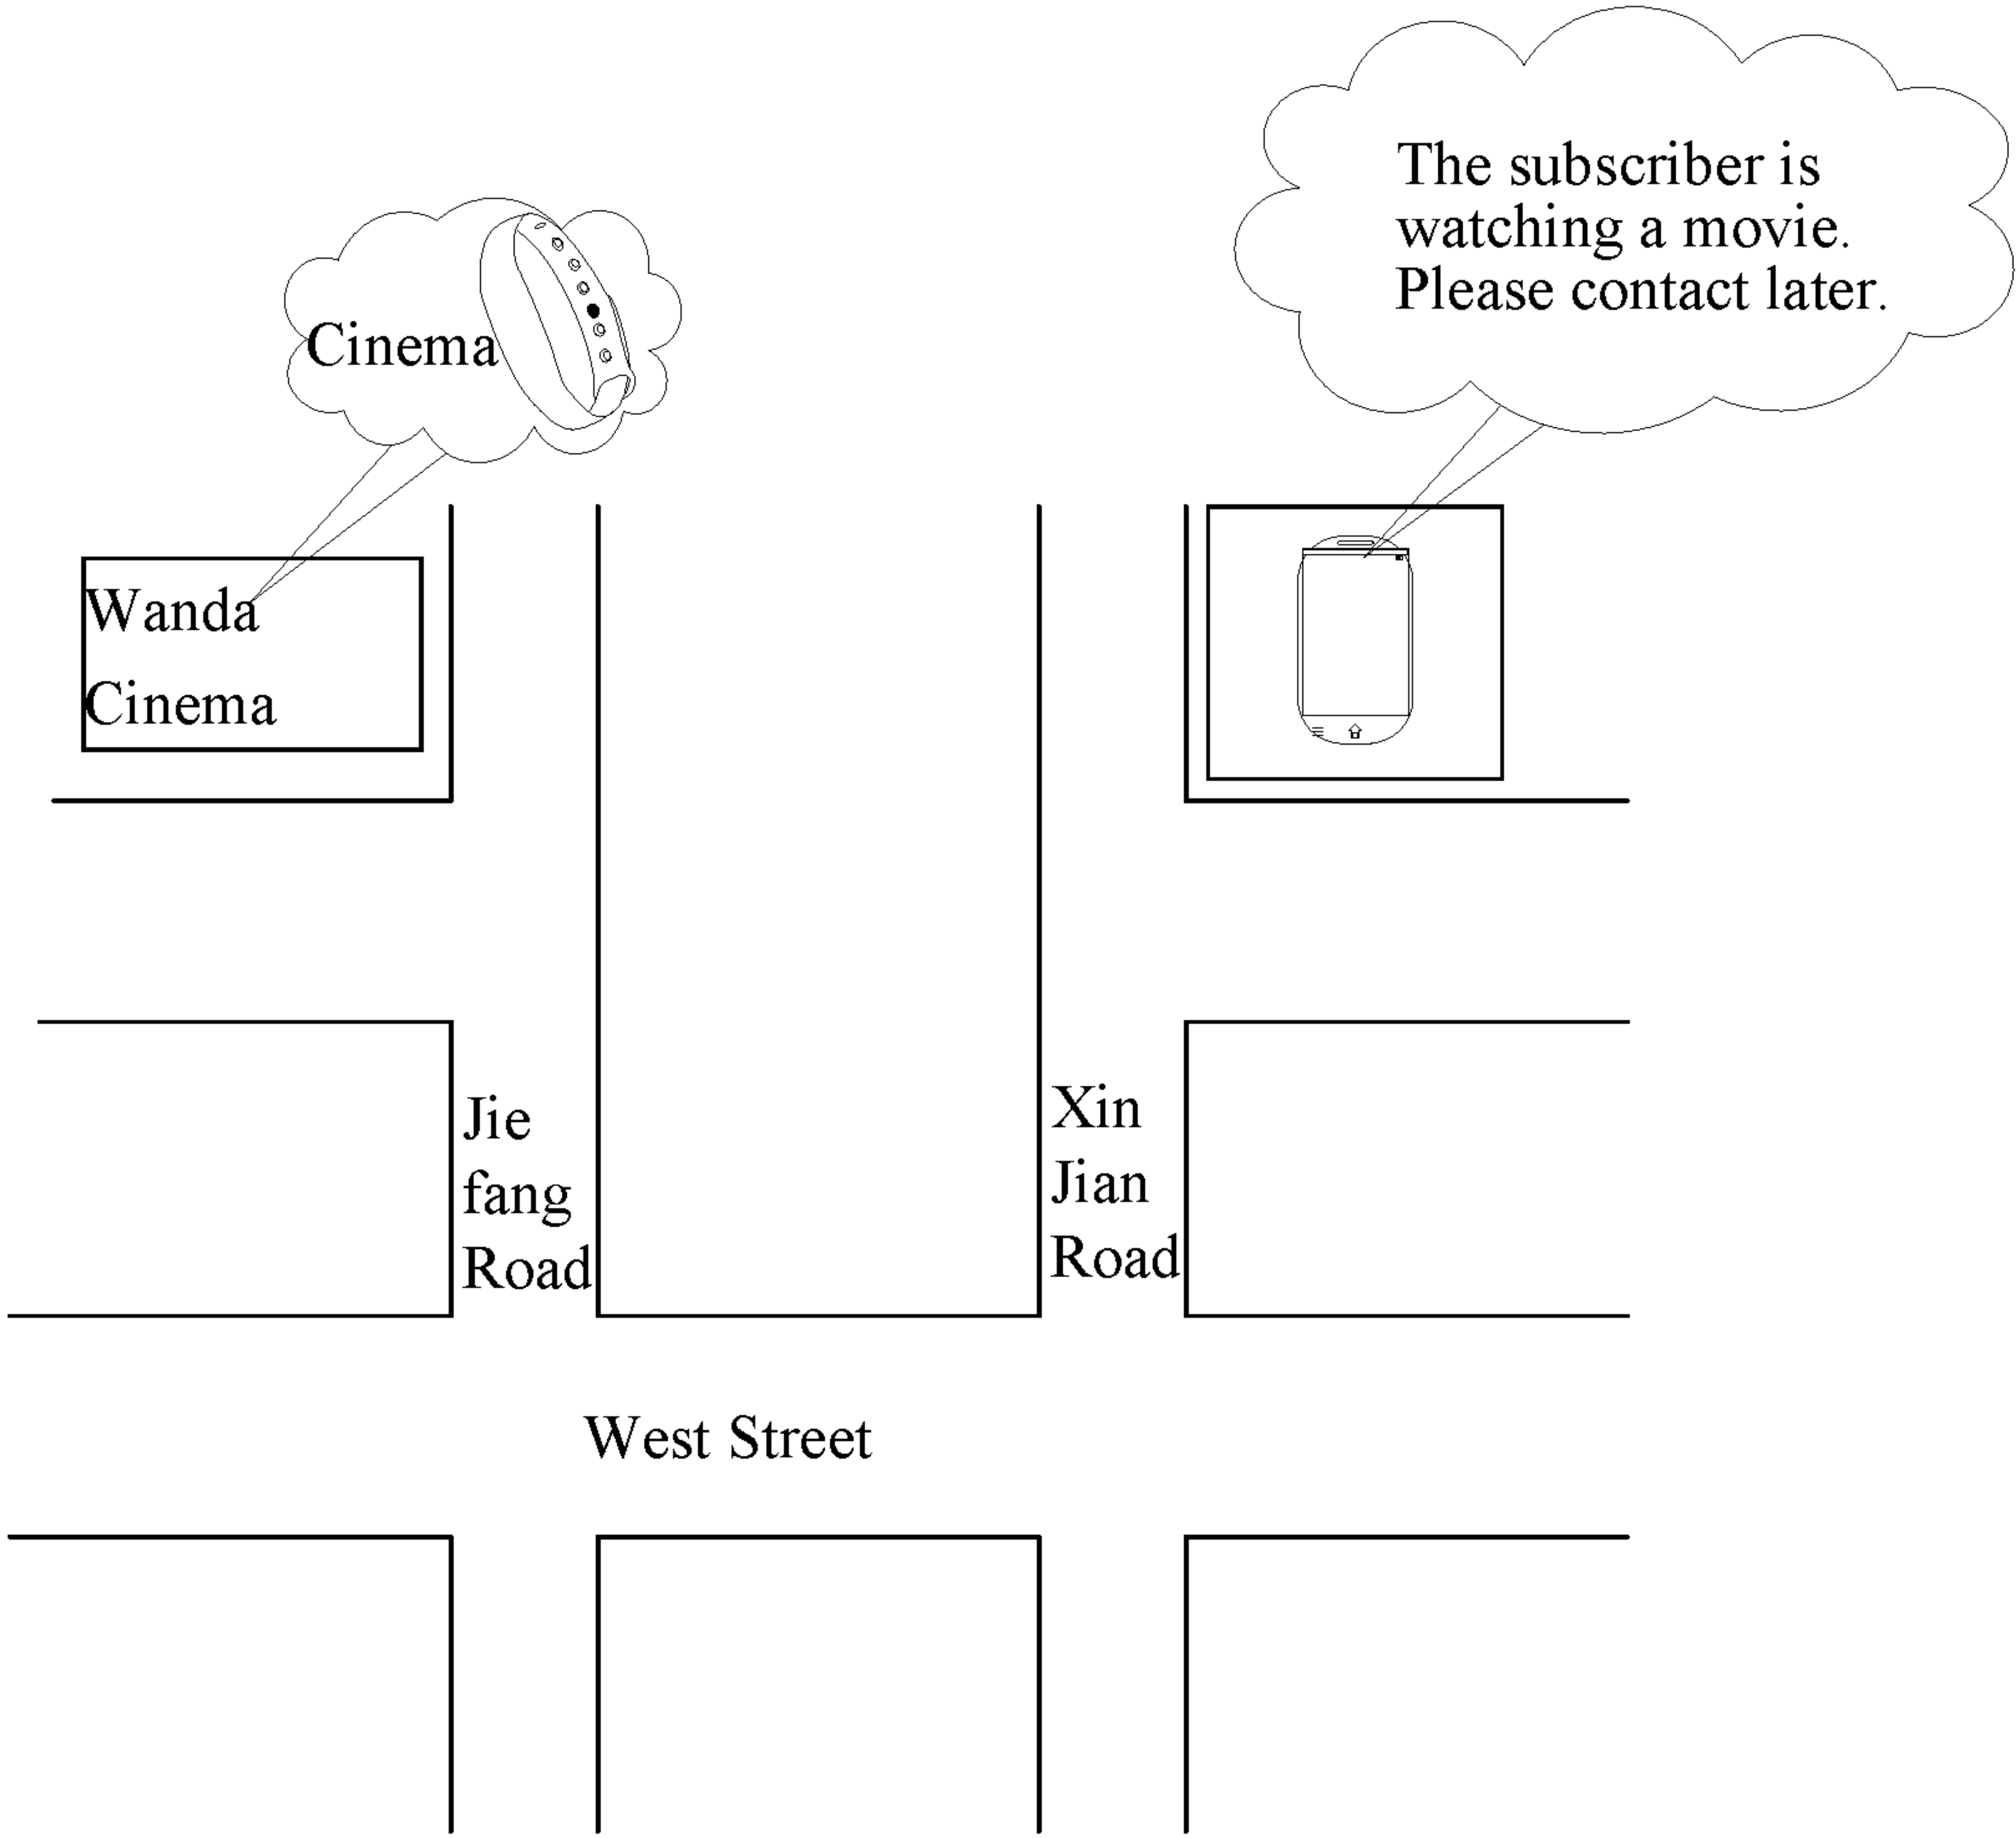 The subscriber is
watching a movie.
Please contact later.
Cinema
Wanda
Cinema
Jie
fang
Road
Xin
Jian
Road
West Street